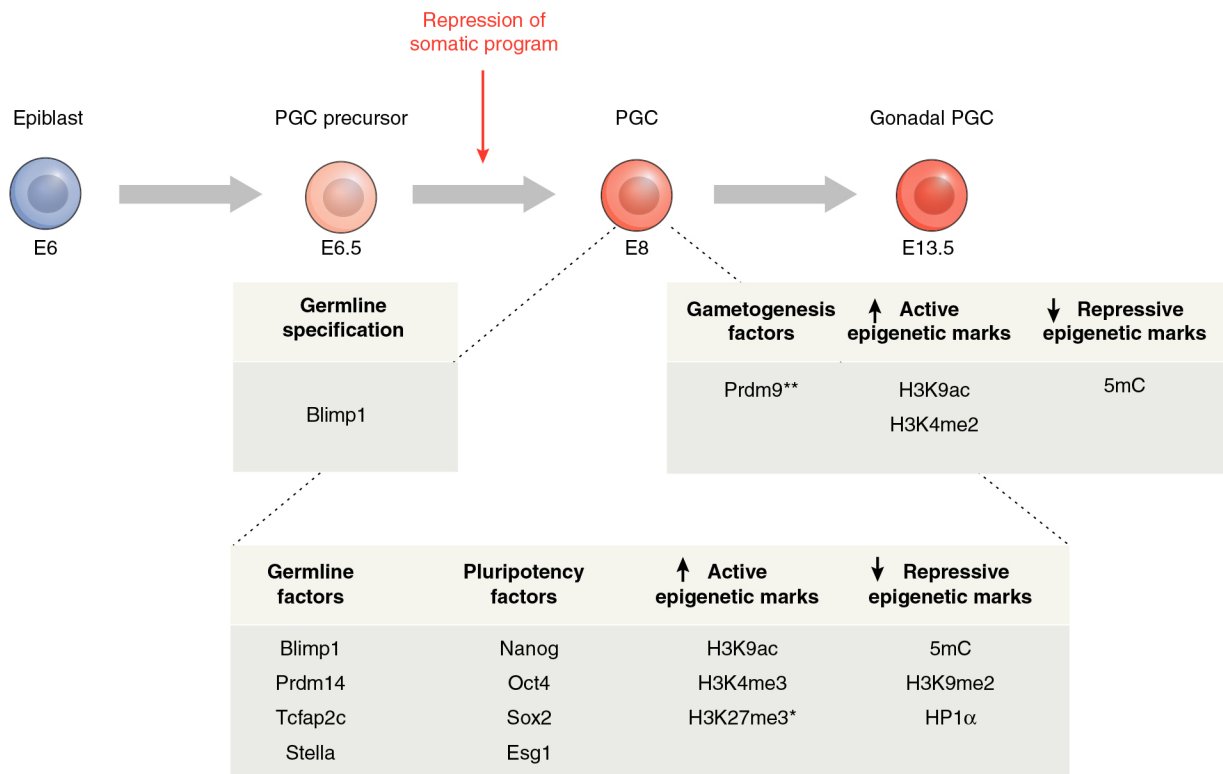 Repression of
somatic program
Epiblast
PGC precursor
PGC
Gonadal PGC
E6
E6.5
E8
E13.5
Germline
specification
Blimp1
Gametogenesis
factors
↑ Active
epigenetic marks
↓ Repressive
epigenetic marks
Prdm9**
H3K9ac
5mC
H3K4me2
Germline
factors
Pluripotency
factors
↑ Active
epigenetic marks
↓ Repressive
epigenetic marks
Blimp1
Nanog
H3K9ac
5mC
Prdm14
Oct4
H3K4me3
H3K9me2
Tcfap2c
Sox2
H3K27me3*
HP1α
Stella
Esg1